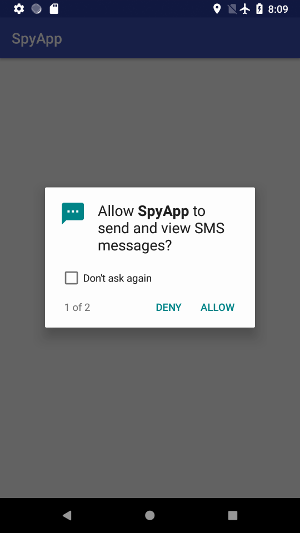 8:09
SpyApp
Allow SpyApp to
send and view SMS
messages?
Don't ask again
1 of 2
DENY
ALLOW